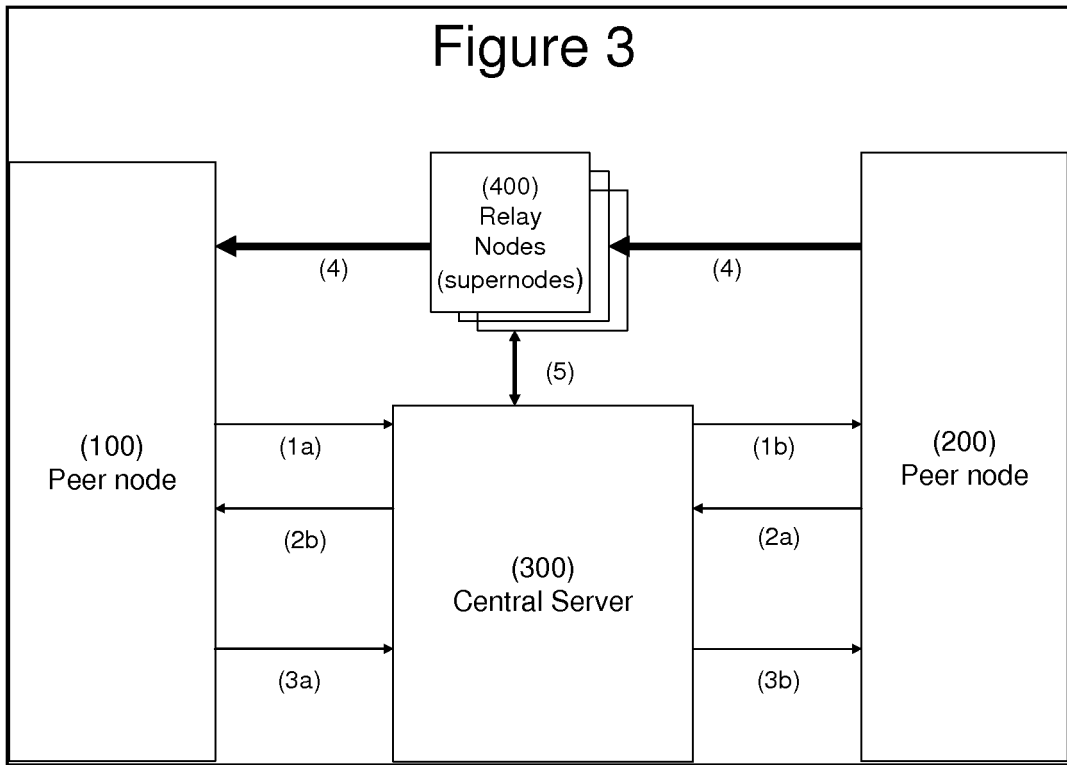 Figure 3
(400)
Relay
Nodes
(supernodes)
(4)
(4)
(5)
(100)
Peer node
(1a)
(1b)
(200)
Peer node
(2b)
(2a)
(300)
Central Server
(3a)
(3b)